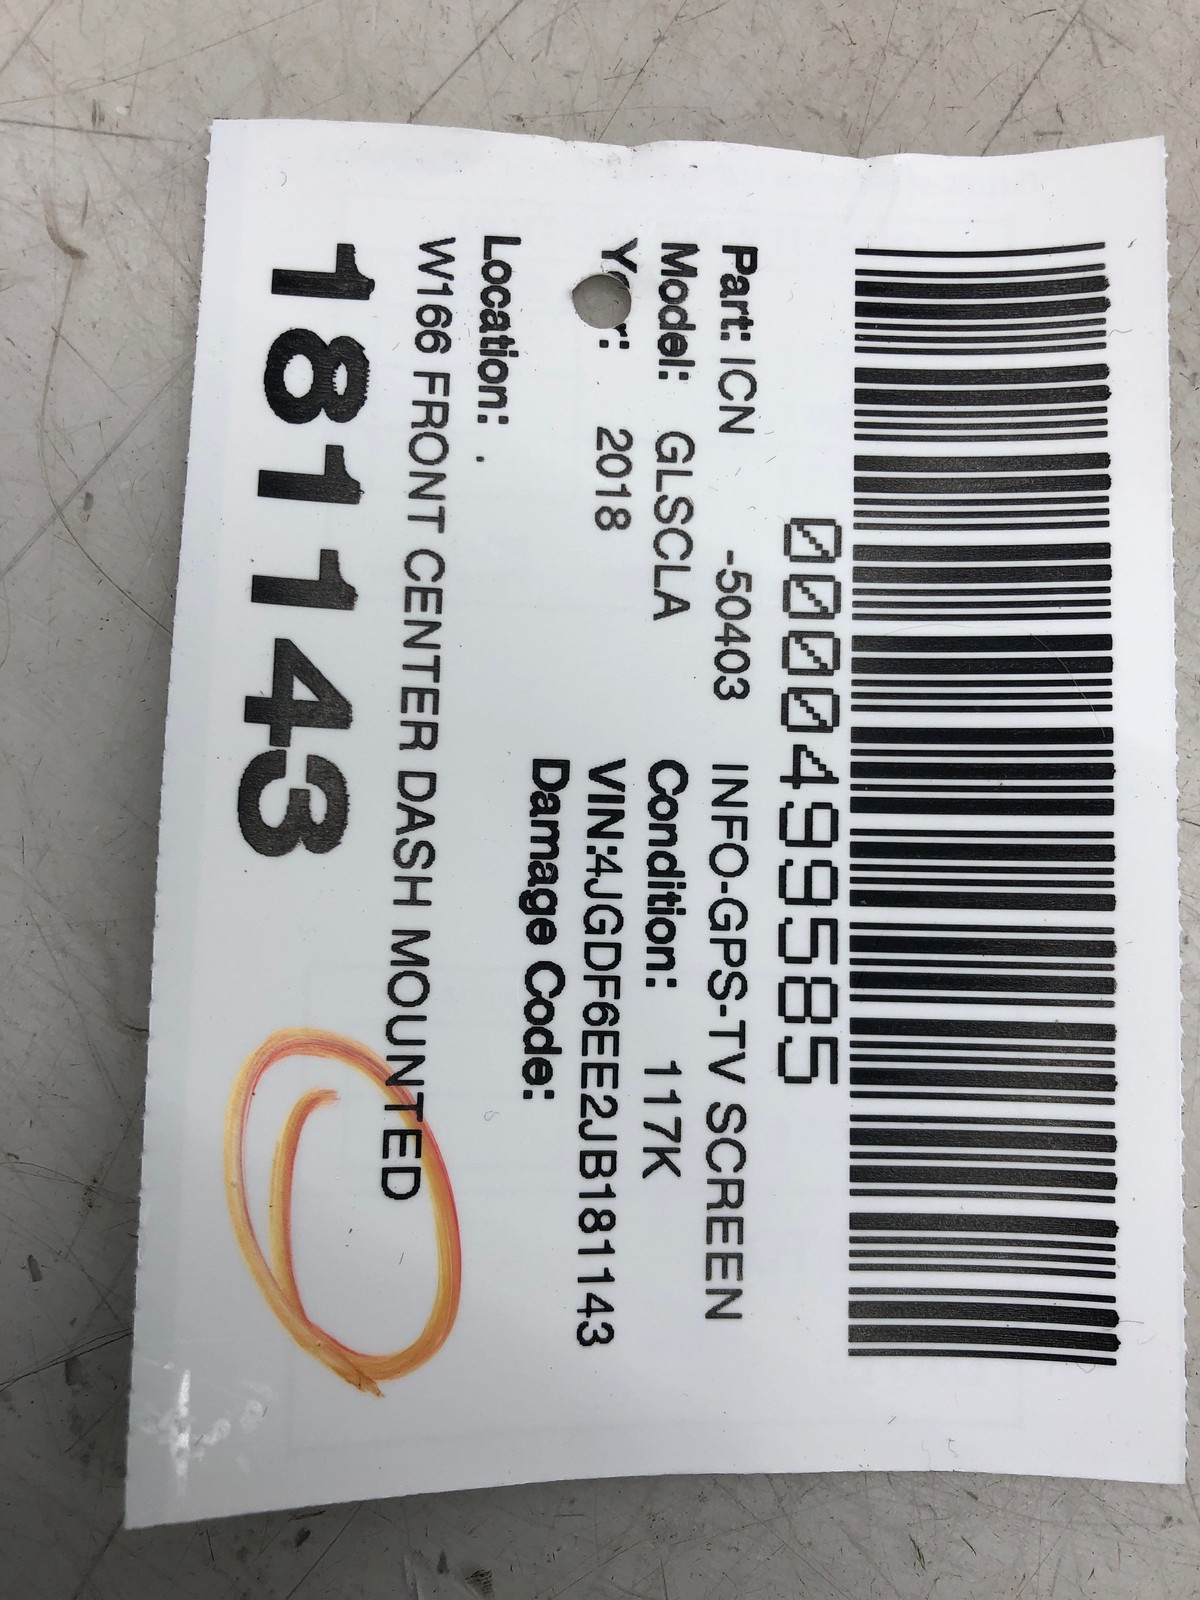 0000499585
Part: ICN -50403 INFO-GPS-TV SCREEN
Model: GLSCLA Condition: 117K
Y r: 2018 VIN:4JGDF6EE2JB181143
Damage Code:
Location: .
W166 FRONT CENTER DASH MOUNTED
181143